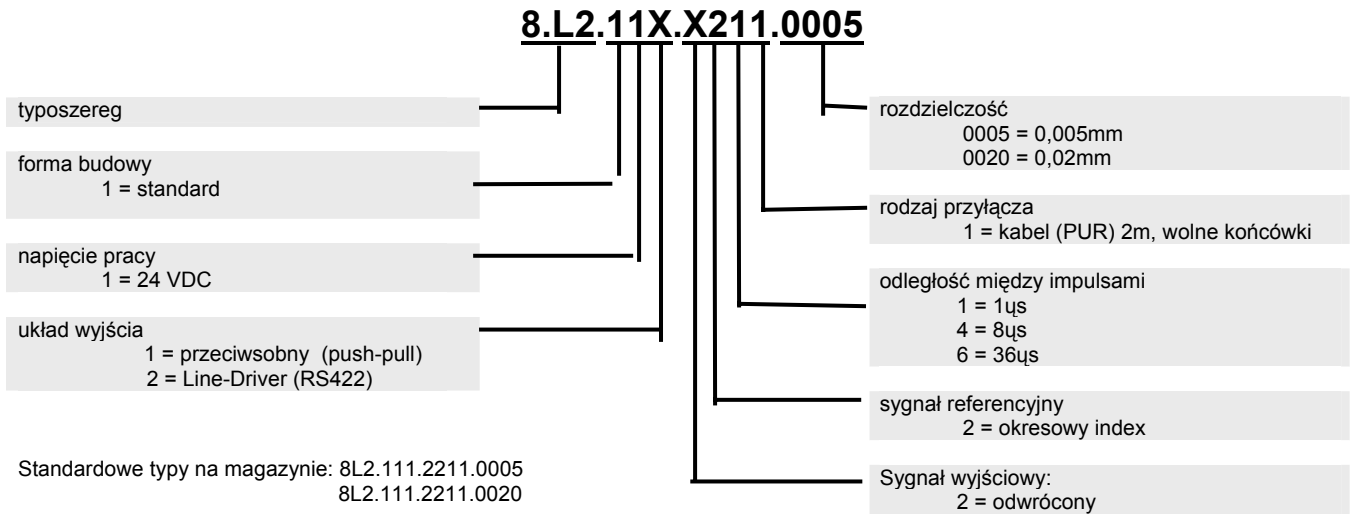 8.L2.11X.X211.0005
typoszereg
forma budowy
1 = standard
napięcie pracy
1 = 24 VDC
układ wyjścia
1 = przeciwsobny (push-pull)
2 = Line-Driver (RS422)
Standardowe typy na magazynie: 8L2.111.2211.0005
8L2.111.2211.0020
rozdzielczość
0005 = 0,005mm
0020 = 0,02mm
rodzaj przyłącza
1 = kabel (PUR) 2m, wolne końcówki
odległość między impulsami
1 = 1ųs
4 = 8ųs
6 = 36ųs
sygnał referencyjny
2 = okresowy index
Sygnał wyjściowy:
2 = odwrócony